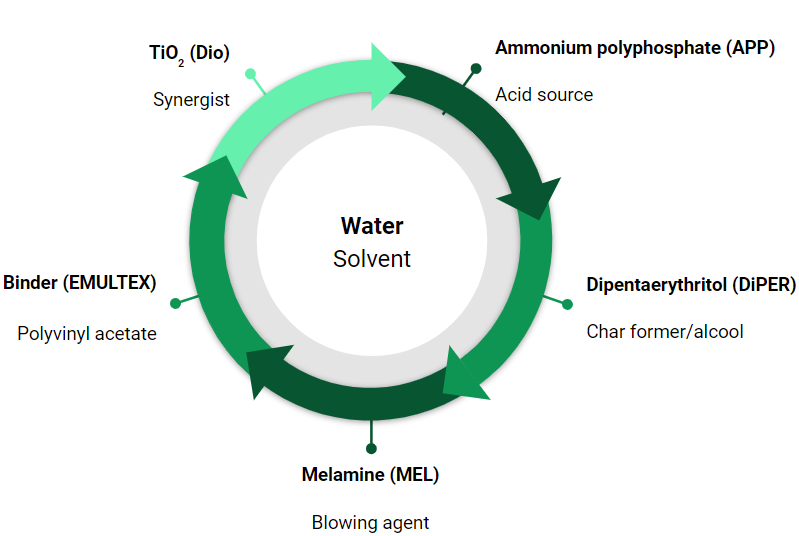 TiO2 (Dio)
Synergist
Ammonium polyphosphate (APP)
Acid source
Water
Solvent
Binder (EMULTEX)
Polyvinyl acetate
Dipentaerythritol (DiPER)
Char former/alcool
Melamine (MEL)
Blowing agent